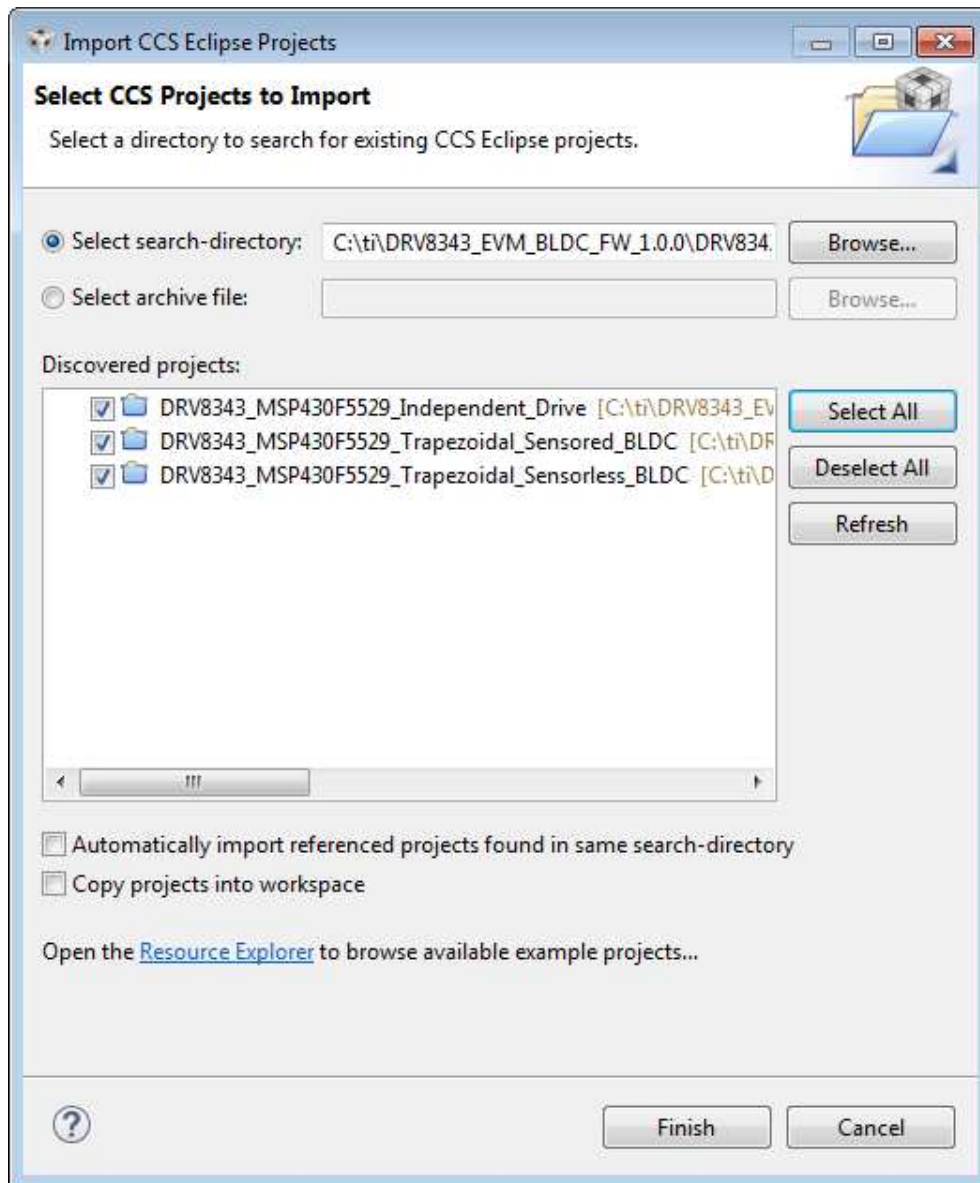 Import CCS Eclipse Projects
Select CCS Projects to Import
Select a directory to search for existing CCS Eclipse projects.
Select search-directory: C:\ti\DRV8343_EVM_BLDC_FW_1.0.0\DRV834. Browse...
Select archive file: Browse...
Discovered projects:
DRV8343_MSP430F5529_Independent_Drive [C:\ti\DRV8343_EV
Select All
DRV8343_MSP430F5529_Trapezoidal_Sensored_BLDC [C:\ti\DR
DRV8343_MSP430F5529_Trapezoidal_Sensorless_BLDC [C:\ti\D
Deselect All
Refresh
Automatically import referenced projects found in same search-directory
Copy projects into workspace
Open the Resource Explorer to browse available example projects...
? Finish Cancel